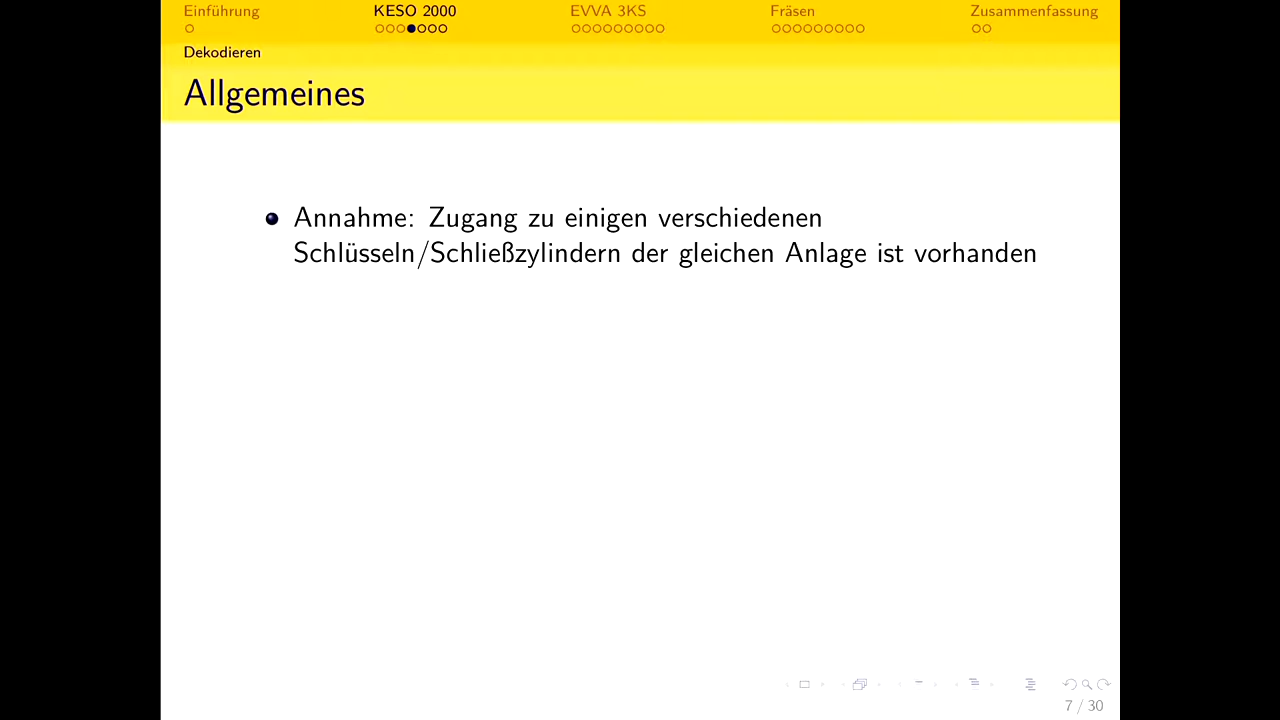 Einführung KESO 2000 EVVA 3KS Fräsen Zusammenfassung
Dekodieren
Allgemeines
Annahme: Zugang zu einigen verschiedenen
Schlüsseln/Schließzylindern der gleichen Anlage ist vorhanden
7 / 30